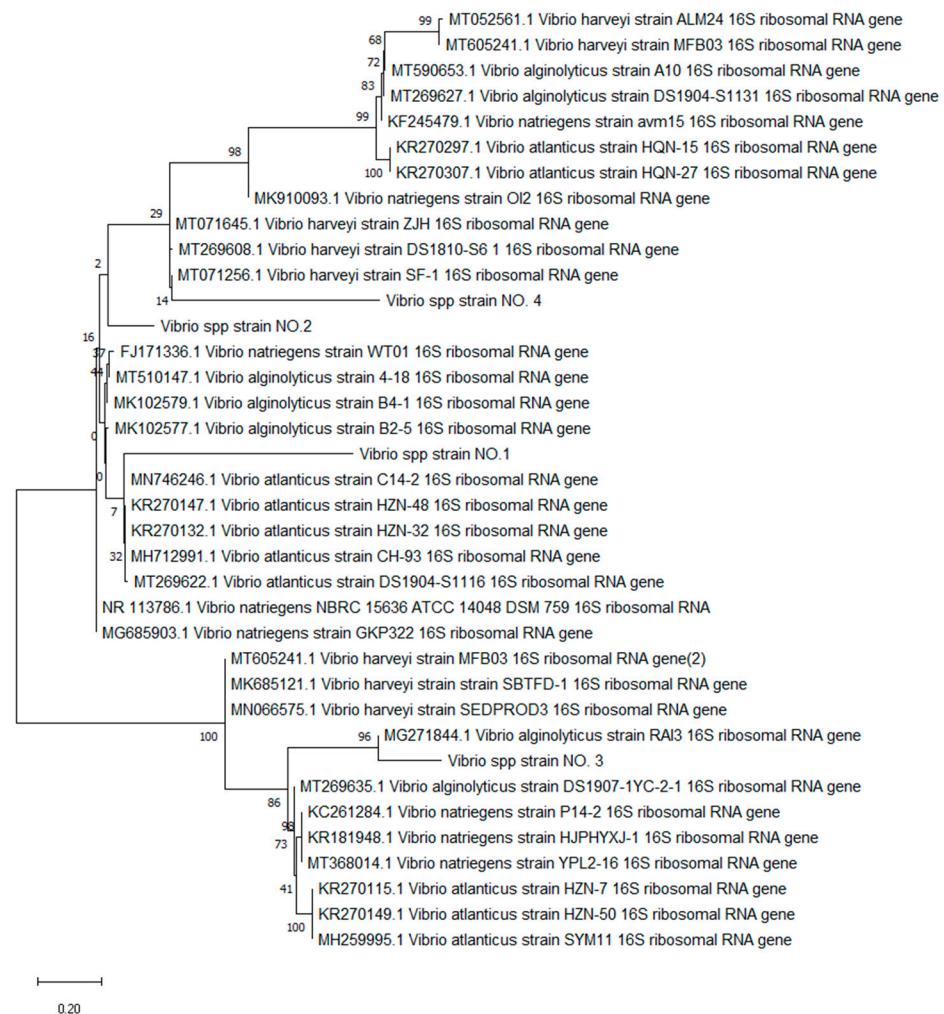 99 MT052561.1 Vibrio harveyi strain ALM24 16S ribosomal RNA gene
68 MT605241.1 Vibrio harveyi strain MFB03 16S ribosomal RNA gene
72 MT590653.1 Vibrio alginolyticus strain A10 16S ribosomal RNA gene
83 MT269627.1 Vibrio alginolyticus strain DS1904-S1131 16S ribosomal RNA gene
99 KF245479.1 Vibrio natriegens strain avm15 16S ribosomal RNA gene
98 KR270297.1 Vibrio atlanticus strain HQN-15 16S ribosomal RNA gene
100 KR270307.1 Vibrio atlanticus strain HQN-27 16S ribosomal RNA gene
MK910093.1 Vibrio natriegens strain OI2 16S ribosomal RNA gene
29 MT071645.1 Vibrio harveyi strain ZJH 16S ribosomal RNA gene
MT269608.1 Vibrio harveyi strain DS1810-S6 1 16S ribosomal RNA gene
2 MT071256.1 Vibrio harveyi strain SF-1 16S ribosomal RNA gene
14 Vibrio spp strain NO. 4
Vibrio spp strain NO.2
16
37 FJ171336.1 Vibrio natriegens strain WT01 16S ribosomal RNA gene
44 MT510147.1 Vibrio alginolyticus strain 4-18 16S ribosomal RNA gene
MK102579.1 Vibrio alginolyticus strain B4-1 16S ribosomal RNA gene
0 MK102577.1 Vibrio alginolyticus strain B2-5 16S ribosomal RNA gene
Vibrio spp strain NO.1
0 MN746246.1 Vibrio atlanticus strain C14-2 16S ribosomal RNA gene
7 KR270147.1 Vibrio atlanticus strain HZN-48 16S ribosomal RNA gene
KR270132.1 Vibrio atlanticus strain HZN-32 16S ribosomal RNA gene
32 MH712991.1 Vibrio atlanticus strain CH-93 16S ribosomal RNA gene
MT269622.1 Vibrio atlanticus strain DS1904-S1116 16S ribosomal RNA gene
NR 113786.1 Vibrio natriegens NBRC 15636 ATCC 14048 DSM 759 16S ribosomal RNA
MG685903.1 Vibrio natriegens strain GKP322 16S ribosomal RNA gene
MT605241.1 Vibrio harveyi strain MFB03 16S ribosomal RNA gene(2)
MK685121.1 Vibrio harveyi strain strain SBTFD-1 16S ribosomal RNA gene
MN066575.1 Vibrio harveyi strain SEDPROD3 16S ribosomal RNA gene
100 96 MG271844.1 Vibrio alginolyticus strain RAI3 16S ribosomal RNA gene
Vibrio spp strain NO. 3
MT269635.1 Vibrio alginolyticus strain DS1907-1YC-2-1 16S ribosomal RNA gene
86 KC261284.1 Vibrio natriegens strain P14-2 16S ribosomal RNA gene
73 KR181948.1 Vibrio natriegens strain HJPHYXJ-1 16S ribosomal RNA gene
MT368014.1 Vibrio natriegens strain YPL2-16 16S ribosomal RNA gene
41 KR270115.1 Vibrio atlanticus strain HZN-7 16S ribosomal RNA gene
KR270149.1 Vibrio atlanticus strain HZN-50 16S ribosomal RNA gene
100 MH259995.1 Vibrio atlanticus strain SYM11 16S ribosomal RNA gene
0.20